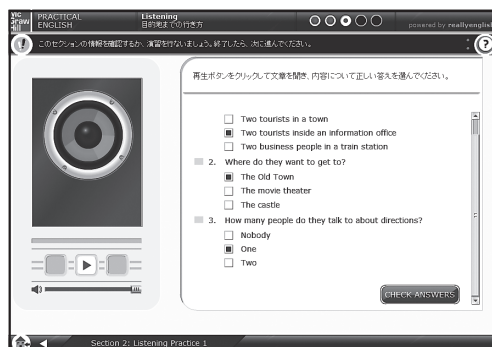 Mc
Graw
Hill
PRACTICAL
ENGLISH
Listening
目的地までの行き方
powered by reallyenglish
このセクションの情報を確認するか、演習を行ないましょう。終了したら、次に進んでください。
?
再生ボタンをクリックして文章を聞き、内容について正しい答えを選んでください。
Two tourists in a town
Two tourists inside an information office
Two business people in a train station
2. Where do they want to get to?
The Old Town
The movie theater
The castle
3. How many people do they talk to about directions?
Nobody
One
Two
CHECK ANSWERS
Section 2: Listening Practice 1